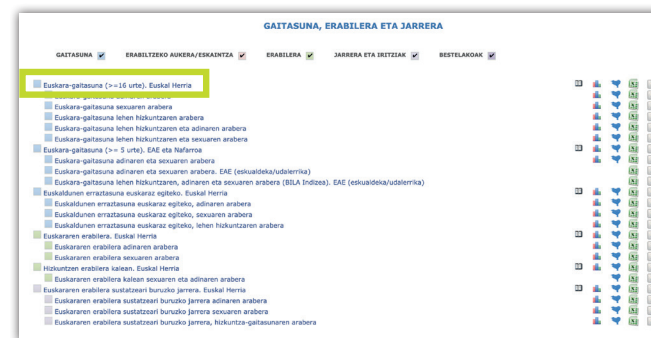 GAITASUNA, ERABILERA ETA JARRERA
GAITASUNA ERABILTZEKO AUKERA/ESKAINTZA ERABILERA JARRERA ETA IRITZIAK BESTELAKOAK
Euskara-gaitasuna (>=16 urte). Euskal Herria
Euskara-gaitasuna adinaren arabera
Euskara-gaitasuna sexuaren arabera
Euskara-gaitasuna lehen hizkuntzaren arabera
Euskara-gaitasuna lehen hizkuntzaren eta adinaren arabera
Euskara-gaitasuna lehen hizkuntzaren eta sexuaren arabera
Euskara-gaitasuna (>= 5 urte). EAE eta Nafarroa
Euskara-gaitasuna adinaren eta sexuaren arabera
Euskara-gaitasuna adinaren eta sexuaren arabera. EAE (eskualdeka/udalerrika)
Euskara-gaitasuna lehen hizkuntzaren, adinaren eta sexuaren arabera (BILA Indizea). EAE (eskualdeka/udalerrika)
Euskaldunen erraztasuna euskaraz egiteko. Euskal Herria
Euskaldunen erraztasuna euskaraz egiteko, adinaren arabera
Euskaldunen erraztasuna euskaraz egiteko, sexuaren arabera
Euskaldunen erraztasuna euskaraz egiteko, lehen hizkuntzaren arabera
Euskararen erabilera. Euskal Herria
Euskararen erabilera adinaren arabera
Euskararen erabilera sexuaren arabera
Hizkuntzen erabilera kalean. Euskal Herria
Euskararen erabilera kalean sexuaren eta adinaren arabera
Euskararen erabilera sustatzeari buruzko jarrera. Euskal Herria
Euskararen erabilera sustatzeari buruzko jarrera adinaren arabera
Euskararen erabilera sustatzeari buruzko jarrera sexuaren arabera
Euskararen erabilera sustatzeari buruzko jarrera, hizkuntza-gaitasunaren arabera